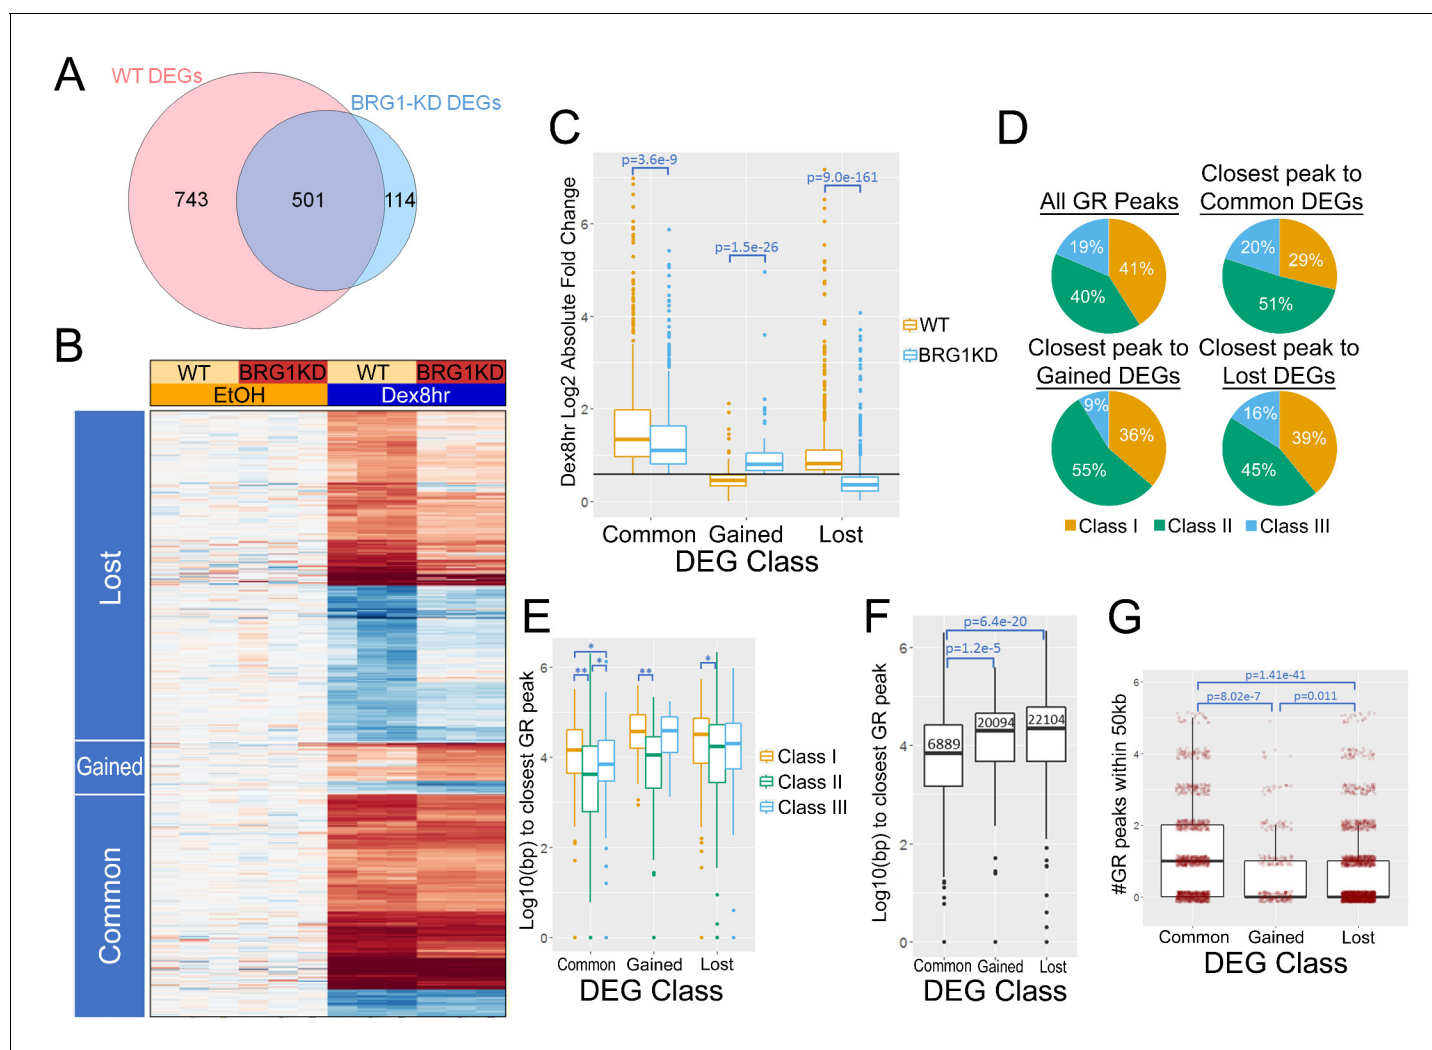 A
WT DEGs
BRG1-KD DEGs
743
501
114
B
WT
BRG1KD
WT
BRG1KD
EtOH
Dex8hr
Lost
Gained
Common
C
Dex8hr Log2 Absolute Fold Change
6
4
2
0
p=3.6e-9
p=1.5e-26
p=9.0e-161
WT
BRG1KD
Common
Gained
Lost
DEG Class
D
All GR Peaks
19%
41%
40%
Closest peak to
Common DEGs
20%
29%
51%
Closest peak to
Gained DEGs
9%
36%
55%
Closest peak to
Lost DEGs
16%
39%
45%
Class I
Class II
Class III
E
Log10(bp) to closest GR peak
6
4
2
0
*
**
*
**
*
Class I
Class II
Class III
Common
Gained
Lost
DEG Class
F
Log10(bp) to closest GR peak
6
4
2
0
p=6.4e-20
p=1.2e-5
6889
20094
22104
Common
Gained
Lost
DEG Class
G
#GR peaks within 50kb
6
4
2
0
p=1.41e-41
p=8.02e-7
p=0.011
Common
Gained
Lost
DEG Class